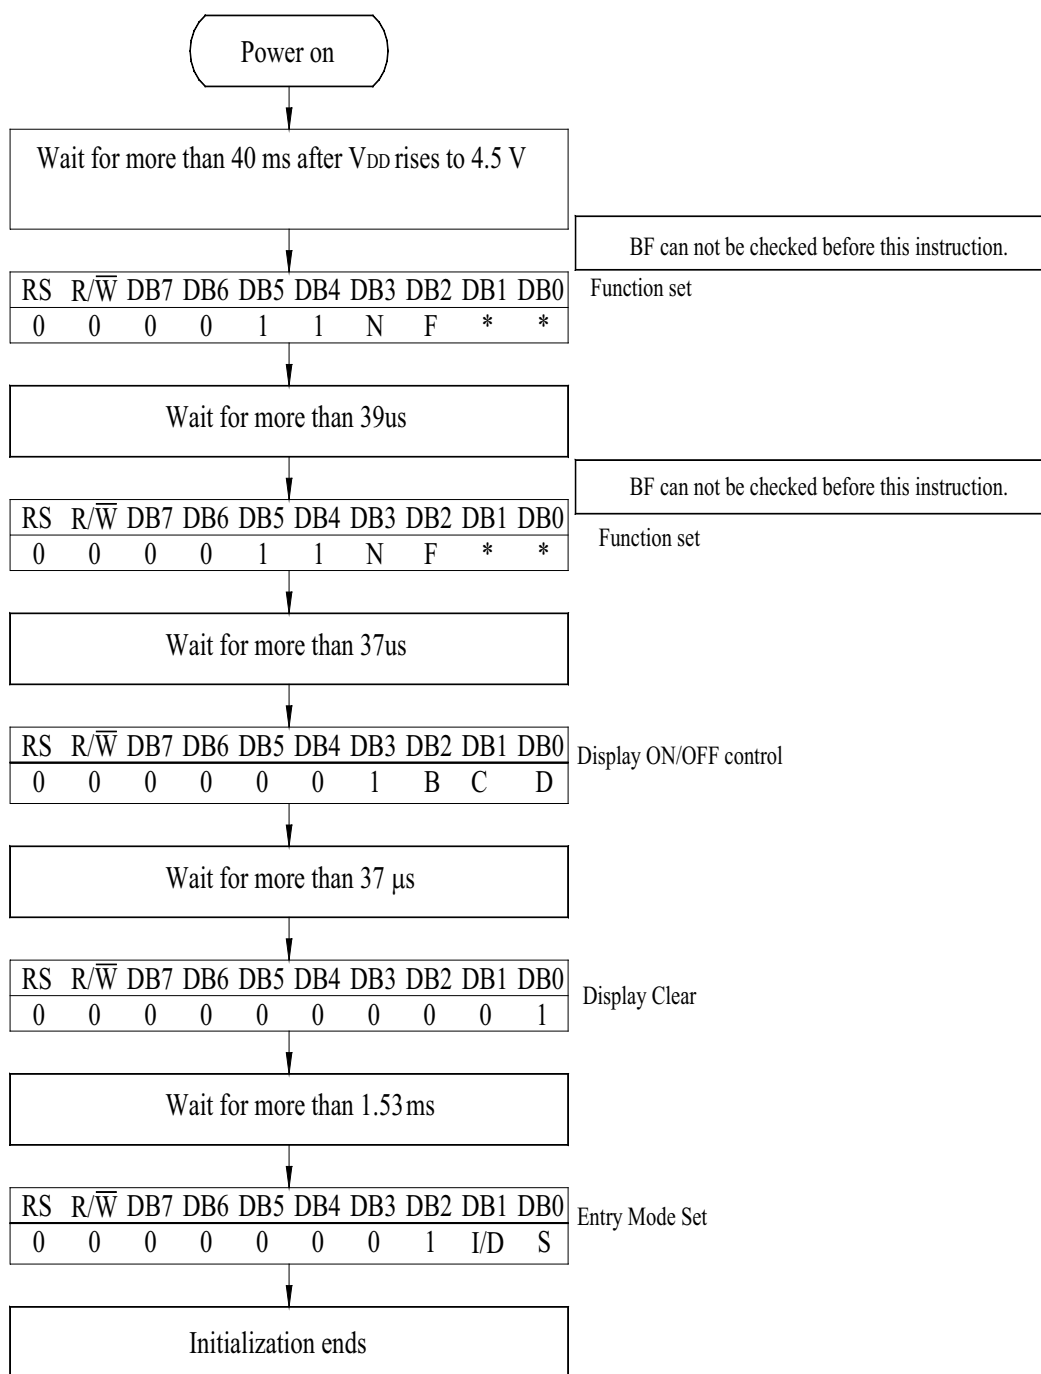 Power on
Wait for more than 40 ms after VDD rises to 4.5 V
BF can not be checked before this instruction.
RS R/W̅ DB7 DB6 DB5 DB4 DB3 DB2 DB1 DB0
Function set
0 0 0 0 1 1 N F * *
Wait for more than 39us
BF can not be checked before this instruction.
RS R/W̅ DB7 DB6 DB5 DB4 DB3 DB2 DB1 DB0
Function set
0 0 0 0 1 1 N F * *
Wait for more than 37us
RS R/W̅ DB7 DB6 DB5 DB4 DB3 DB2 DB1 DB0
Display ON/OFF control
0 0 0 0 0 0 1 B C D
Wait for more than 37 μs
RS R/W̅ DB7 DB6 DB5 DB4 DB3 DB2 DB1 DB0
Display Clear
0 0 0 0 0 0 0 0 0 1
Wait for more than 1.53ms
RS R/W̅ DB7 DB6 DB5 DB4 DB3 DB2 DB1 DB0
Entry Mode Set
0 0 0 0 0 0 0 1 I/D S
Initialization ends